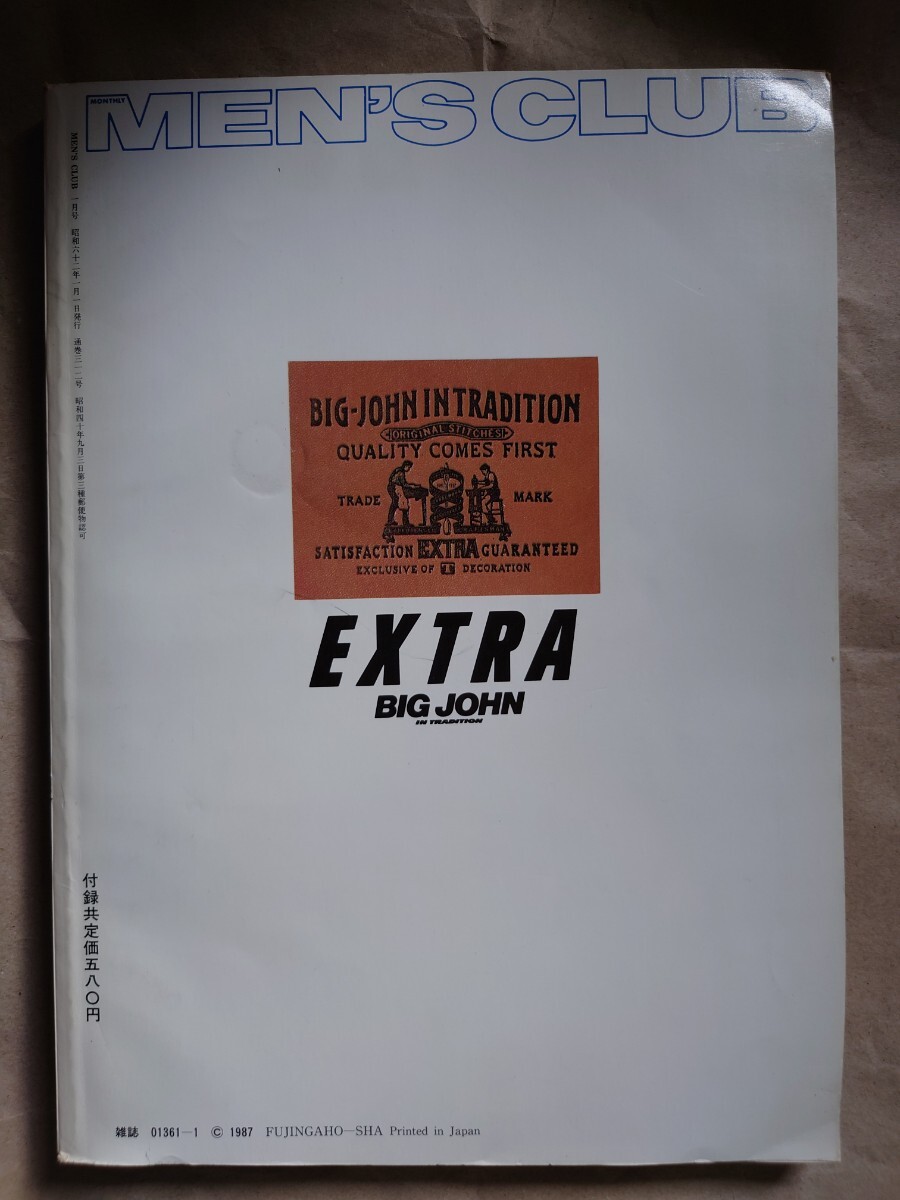 MONTHLY
MEN'S CLUB
MEN'S CLUB 一月号 昭和六十二年一月一日発行 通巻三一二号 昭和四十年九月三日第三種郵便物認可
BIG-JOHN IN TRADITION
ORIGINAL STITCHES
QUALITY COMES FIRST
TRADE MARK
SATISFACTION EXTRA GUARANTEED
EXCLUSIVE OF T DECORATION
EXTRA
BIG JOHN
IN TRADITION
付録共定価五八〇円
雑誌 01361-1 © 1987 FUJINGAHO-SHA Printed in Japan